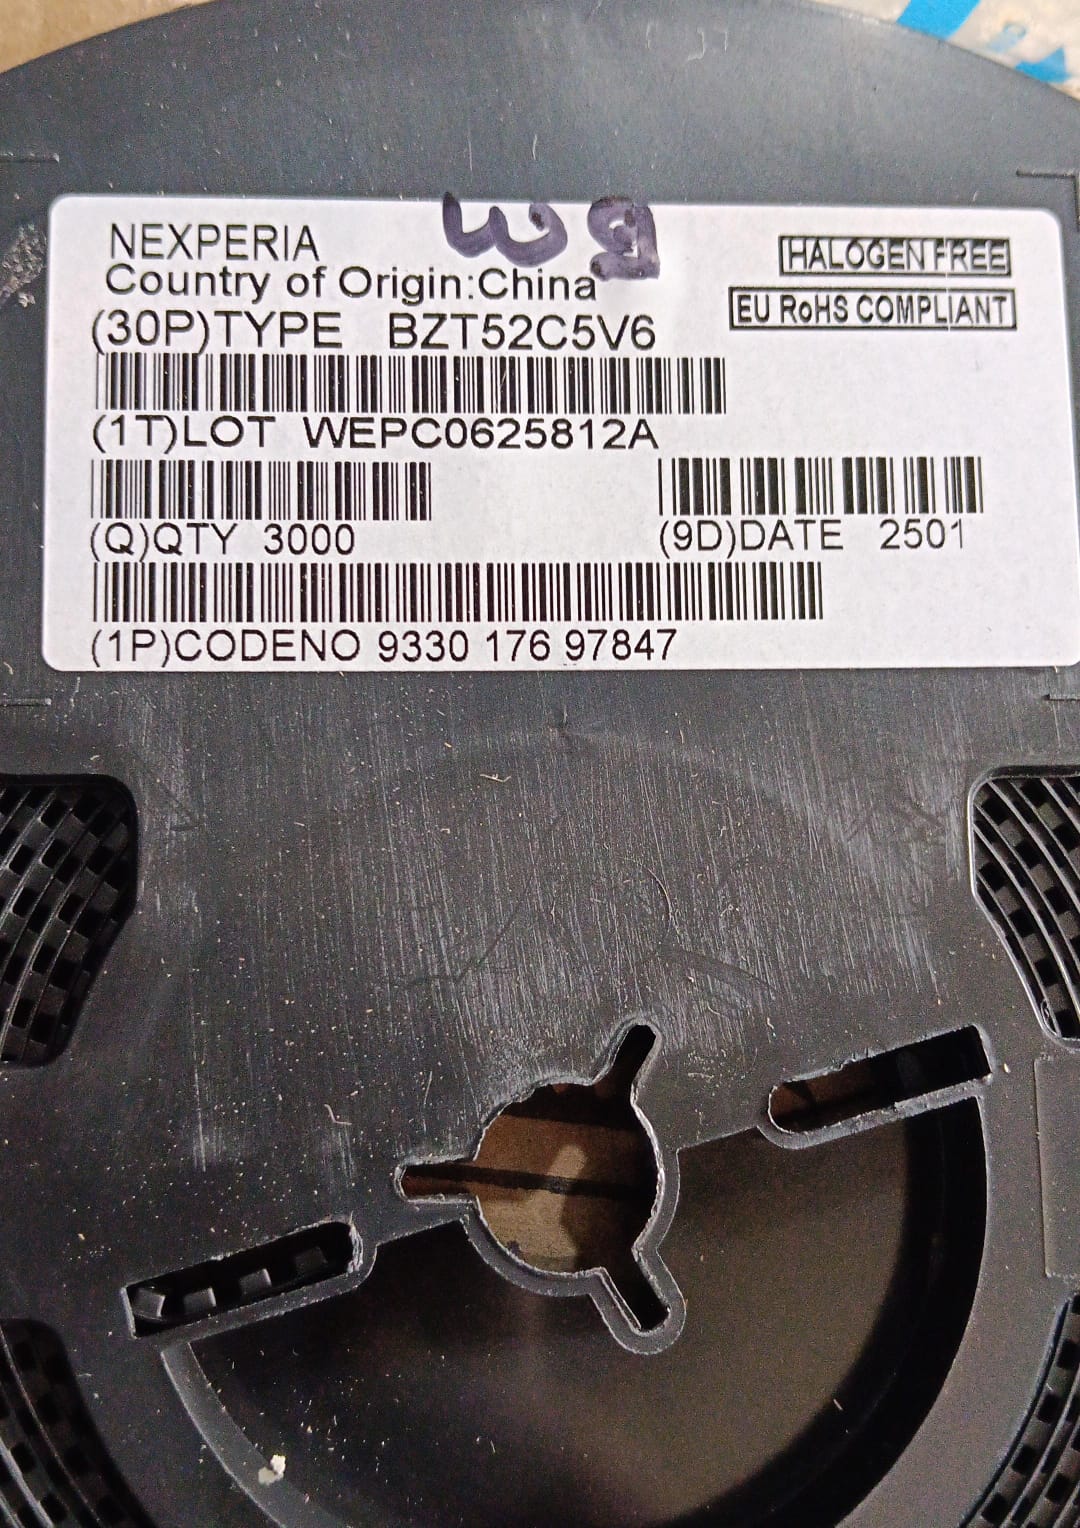 NEXPERIA
Country of Origin:China
HALOGEN FREE
EU RoHS COMPLIANT
(30P)TYPE BZT52C5V6
(1T)LOT WEPC0625812A
(Q)QTY 3000
(9D)DATE 2501
(1P)CODENO 9330 176 97847